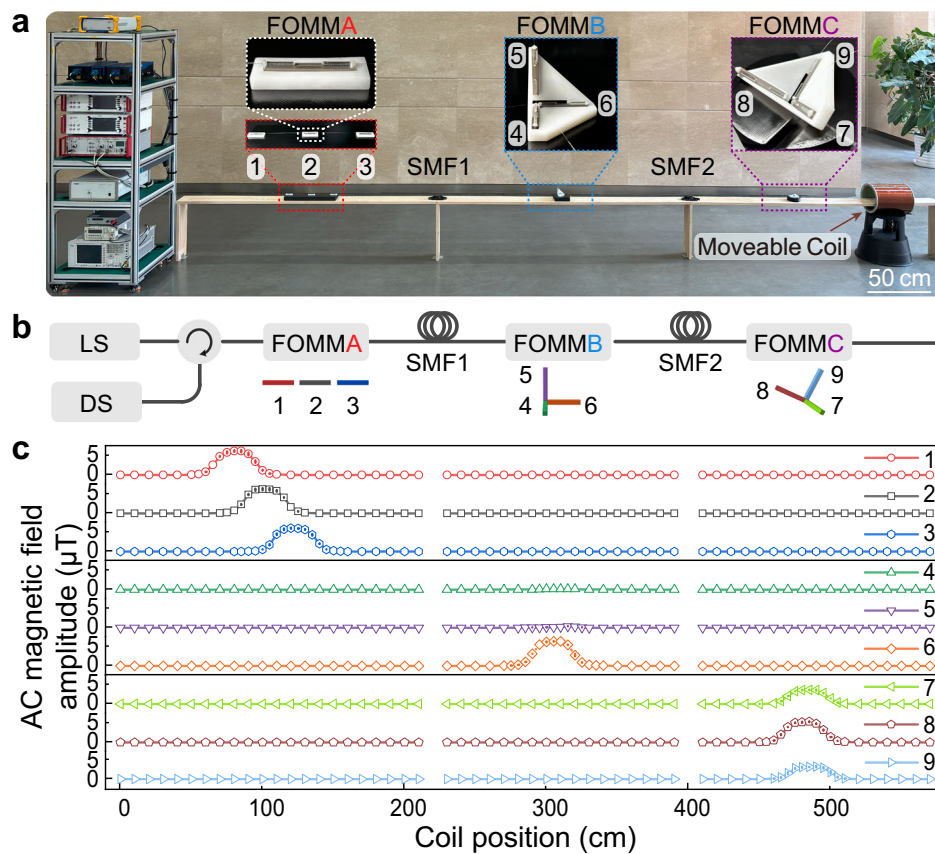 a
FOMMA
FOMMB
FOMMC
1 2 3
SMF1
5
4
6
SMF2
9
8
7
Moveable Coil
50 cm
b
LS
DS
FOMMA
SMF1
FOMMB
SMF2
FOMMC
1 2 3
5
4 6
8 9
7
c
AC magnetic field
amplitude (μT)
5
0
5
0
5
0
5
0
5
0
5
0
5
0
5
0
5
0
1
2
3
4
5
6
7
8
9
0 100 200 300 400 500
Coil position (cm)